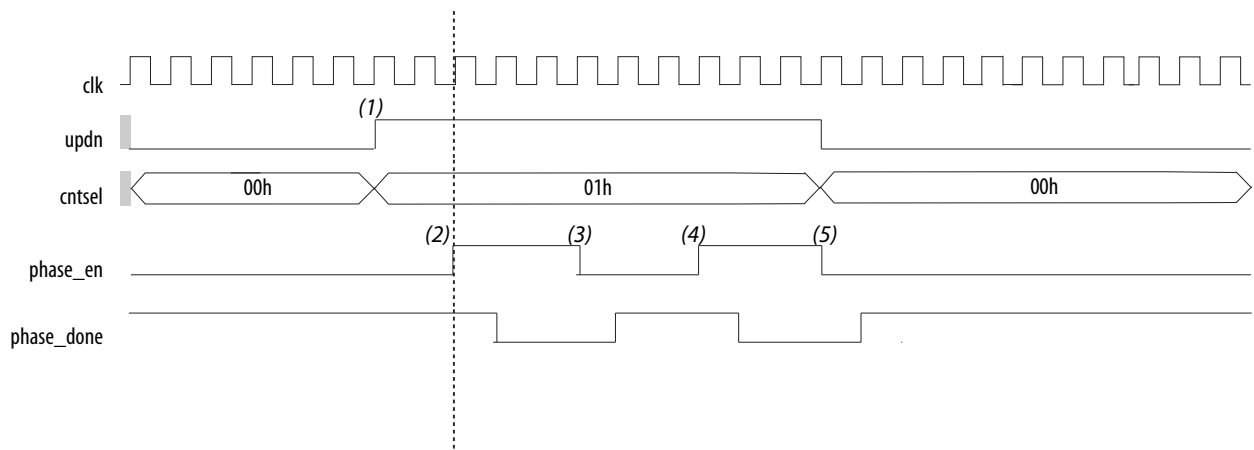 clk
(1)
updn
cntsel 00h 01h 00h
(2) (3) (4) (5)
phase_en
phase_done